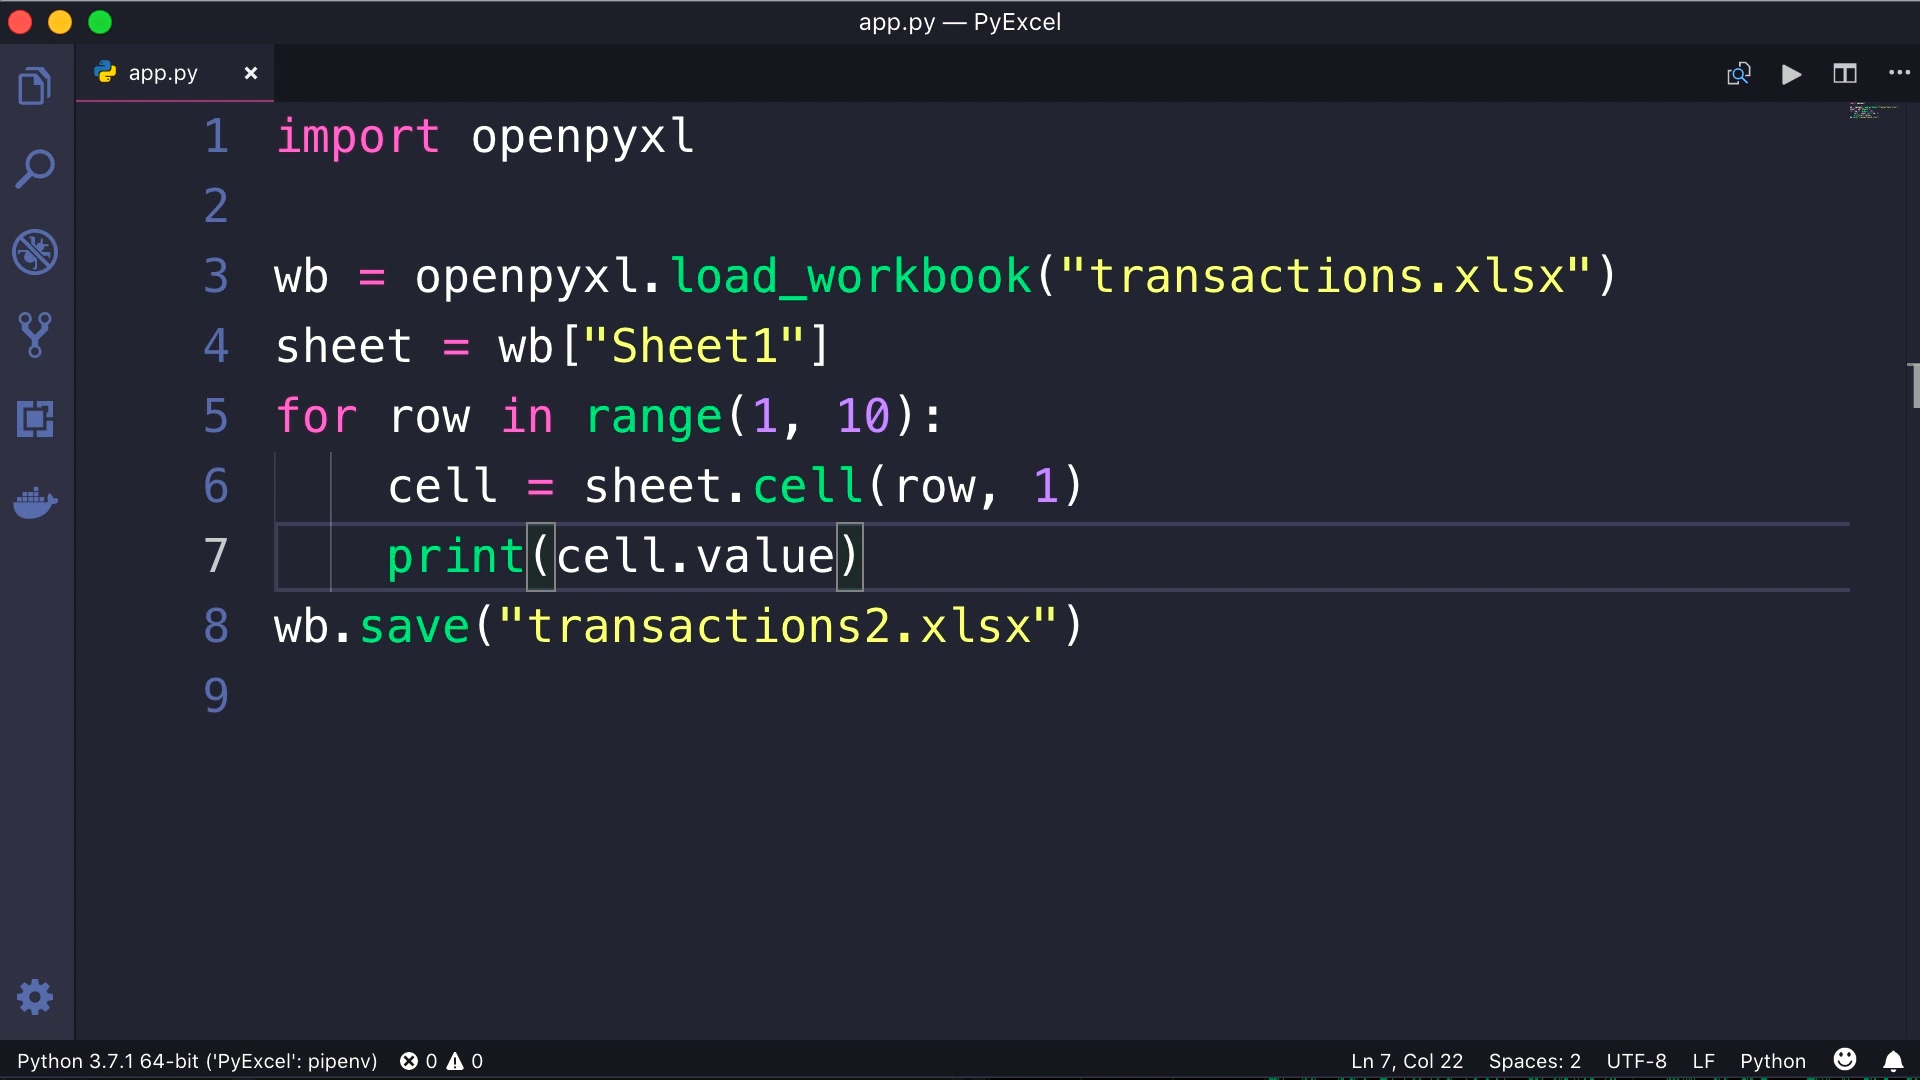 app.py — PyExcel
app.py
1 import openpyxl
2
3 wb = openpyxl.load_workbook("transactions.xlsx")
4 sheet = wb["Sheet1"]
5 for row in range(1, 10):
6     cell = sheet.cell(row, 1)
7     print(cell.value)
8 wb.save("transactions2.xlsx")
9
Python 3.7.1 64-bit ('PyExcel': pipenv) 0 0 Ln 7, Col 22 Spaces: 2 UTF-8 LF Python